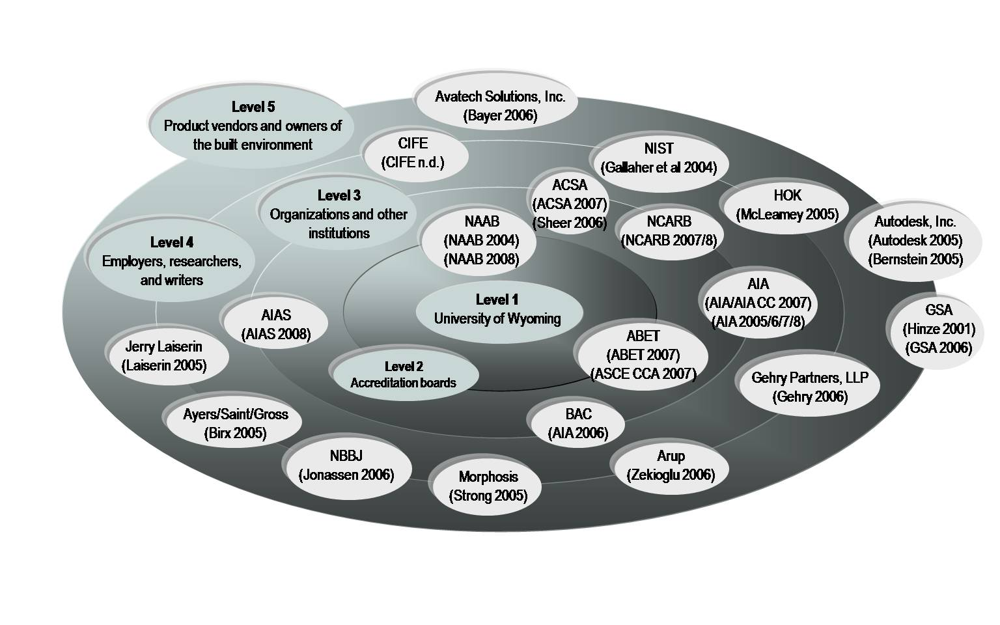 Avatech Solutions, Inc.
(Bayer 2006)
Level 5
Product vendors and owners of
the built environment
CIFE
(CIFE n.d.)
NIST
(Gallaher et al 2004)
Level 3
Organizations and other
institutions
ACSA
(ACSA 2007)
(Sheer 2006)
HOK
(McLearney 2005)
NAAB
(NAAB 2004)
(NAAB 2008)
NCARB
(NCARB 2007/8)
Autodesk, Inc.
(Autodesk 2005)
(Bernstein 2005)
Level 4
Employers, researchers,
and writers
Level 1
University of Wyoming
AIA
(AIA/AIA CC 2007)
(AIA 2005/6/7/8)
GSA
(Hinze 2001)
(GSA 2006)
AIAS
(AIAS 2008)
Jerry Laiserin
(Laiserin 2005)
ABET
(ABET 2007)
(ASCE CCA 2007)
Level 2
Accreditation boards
Gehry Partners, LLP
(Gehry 2006)
Ayers/Saint/Gross
(Birx 2005)
BAC
(AIA 2006)
NBBJ
(Jonassen 2006)
Arup
(Zekioglu 2006)
Morphosis
(Strong 2005)